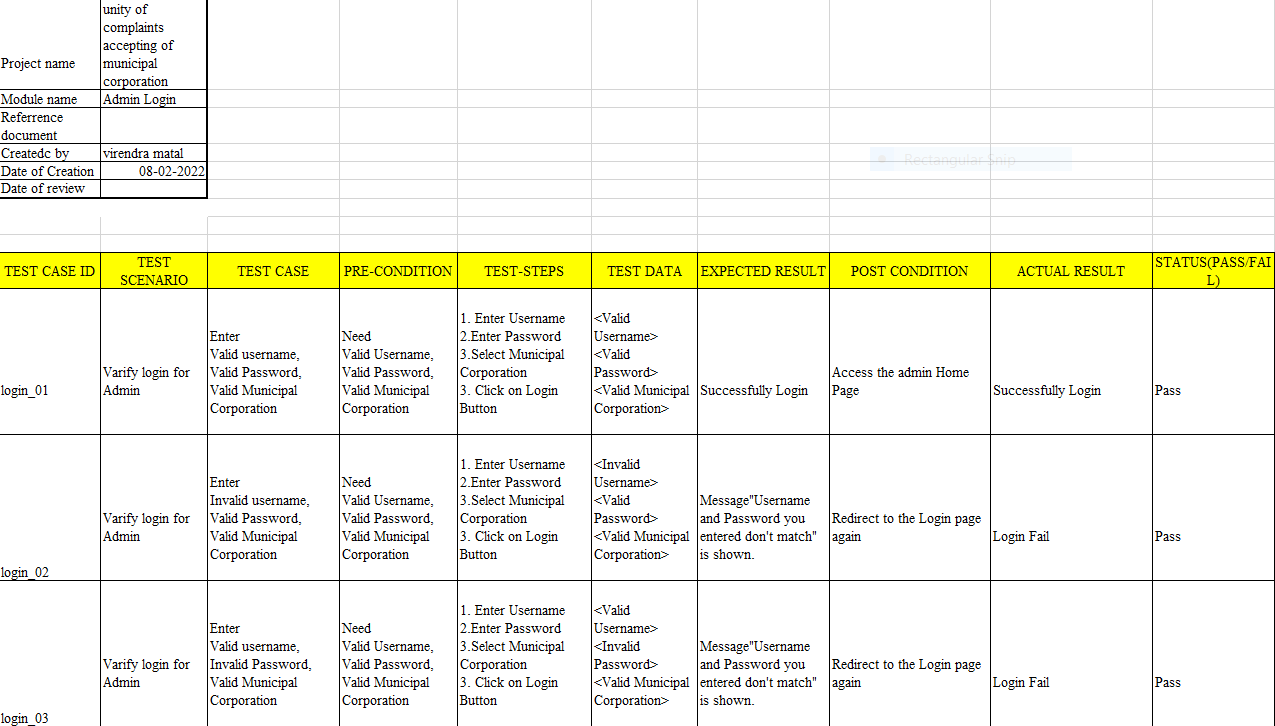 unity of
complaints
accepting of
Project name municipal
corporation
Module name Admin Login
Referrence
document
Createdc by virendra matal
Date of Creation 08-02-2022
Date of review
Rectangular Snip
TEST CASE ID
TEST
SCENARIO
TEST CASE
PRE-CONDITION
TEST-STEPS
TEST DATA
EXPECTED RESULT
POST CONDITION
ACTUAL RESULT
STATUS(PASS/FAI
L)
login_01
Varify login for
Admin
Enter
Valid username,
Valid Password,
Valid Municipal
Corporation
Need
Valid Username,
Valid Password,
Valid Municipal
Corporation
1. Enter Username
2.Enter Password
3.Select Municipal
Corporation
3. Click on Login
Button
<Valid
Username>
<Valid
Password>
<Valid Municipal
Corporation>
Successfully Login
Access the admin Home
Page
Successfully Login
Pass
login_02
Varify login for
Admin
Enter
Invalid username,
Valid Password,
Valid Municipal
Corporation
Need
Valid Username,
Valid Password,
Valid Municipal
Corporation
1. Enter Username
2.Enter Password
3.Select Municipal
Corporation
3. Click on Login
Button
<Invalid
Username>
<Valid
Password>
<Valid Municipal
Corporation>
Message"Username
and Password you
entered don't match"
is shown.
Redirect to the Login page
again
Login Fail
Pass
login_03
Varify login for
Admin
Enter
Valid username,
Invalid Password,
Valid Municipal
Corporation
Need
Valid Username,
Valid Password,
Valid Municipal
Corporation
1. Enter Username
2.Enter Password
3.Select Municipal
Corporation
3. Click on Login
Button
<Valid
Username>
<Invalid
Password>
<Valid Municipal
Corporation>
Message"Username
and Password you
entered don't match"
is shown.
Redirect to the Login page
again
Login Fail
Pass